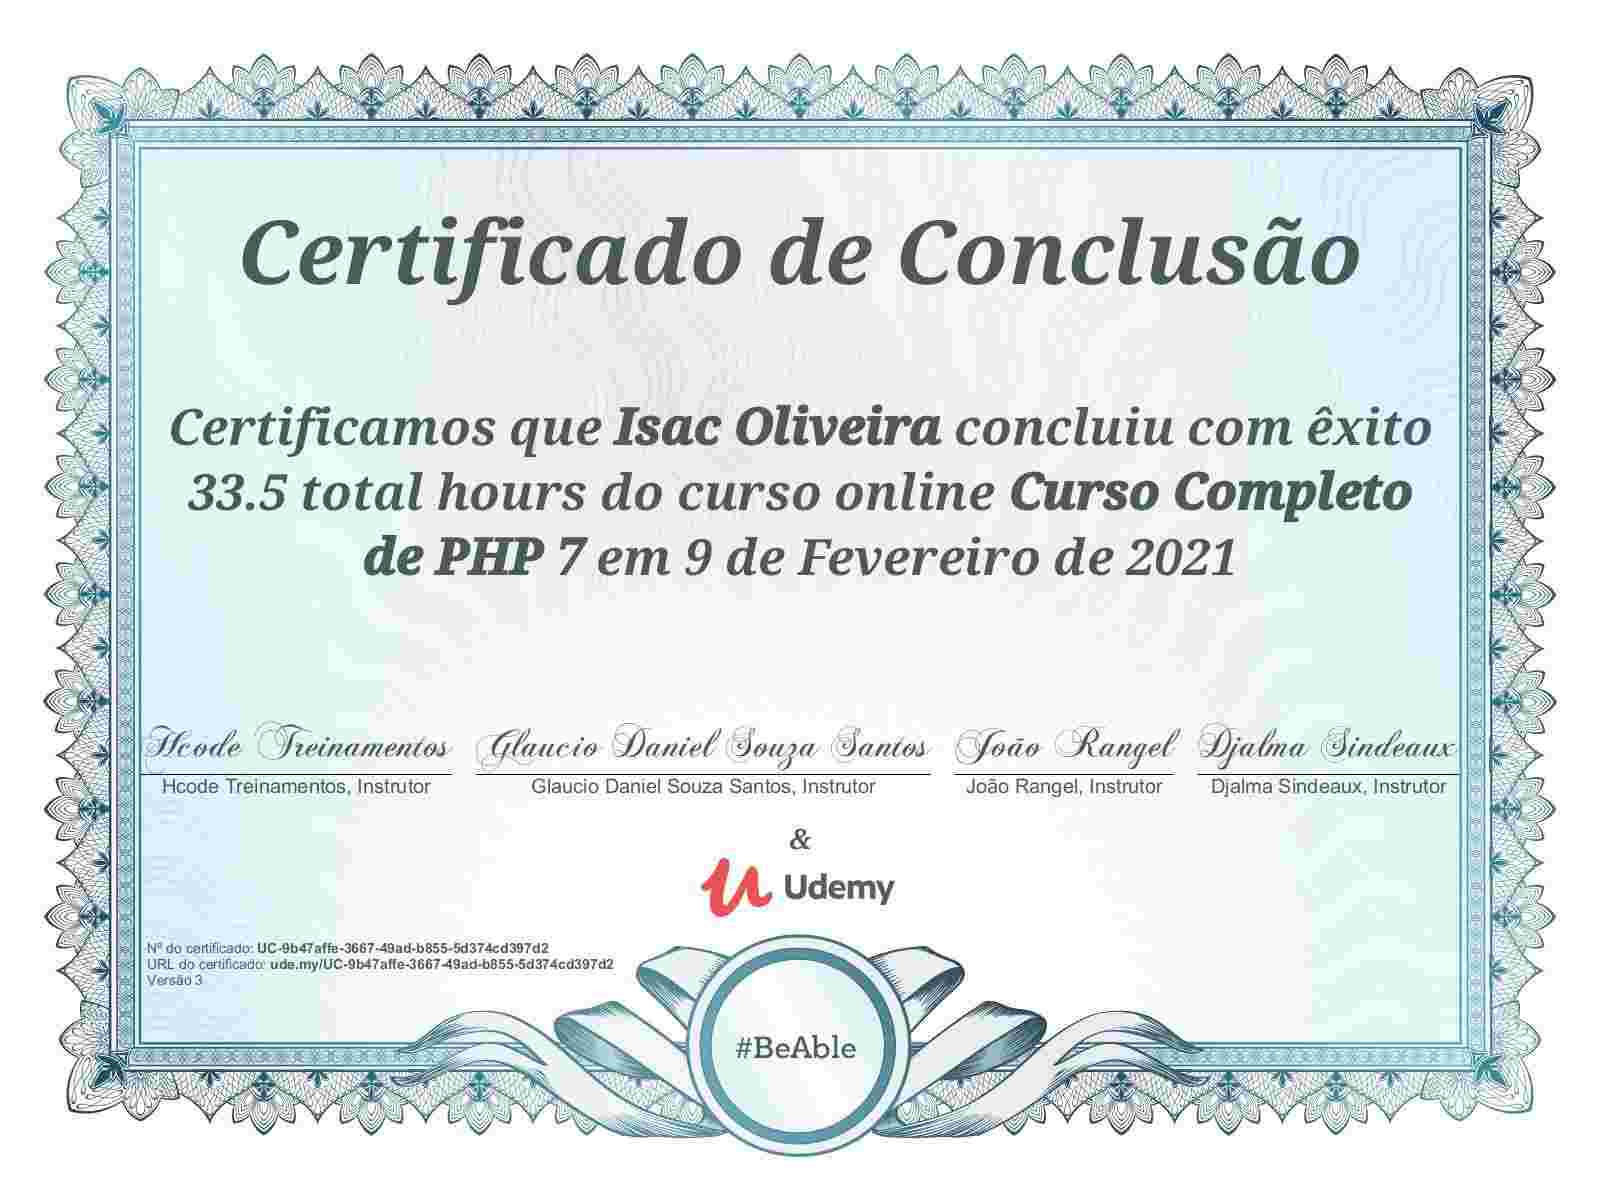 Certificado de Conclusão
Certificamos que Isac Oliveira concluiu com êxito
33.5 total hours do curso online Curso Completo
de PHP 7 em 9 de Fevereiro de 2021
Hcode Treinamentos Glaucio Daniel Souza Santos João Rangel Djalma Sindeaux
Hcode Treinamentos, Instrutor Glaucio Daniel Souza Santos, Instrutor João Rangel, Instrutor Djalma Sindeaux, Instrutor
&
Udemy
Nº do certificado: UC-9b47affe-3667-49ad-b855-5d374cd397d2
URL do certificado: ude.my/UC-9b47affe-3667-49ad-b855-5d374cd397d2
Versão 3
#BeAble